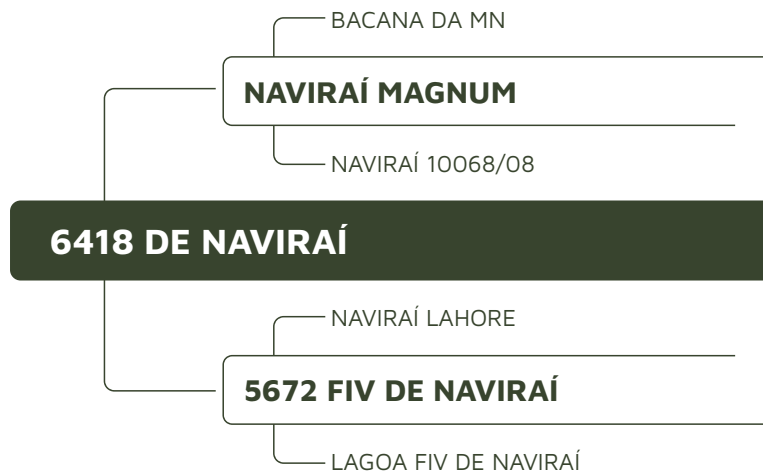 BACANA DA MN
NAVIRAÍ MAGNUM
NAVIRAÍ 10068/08
6418 DE NAVIRAÍ
NAVIRAÍ LAHORE
5672 FIV DE NAVIRAÍ
LAGOA FIV DE NAVIRAÍ